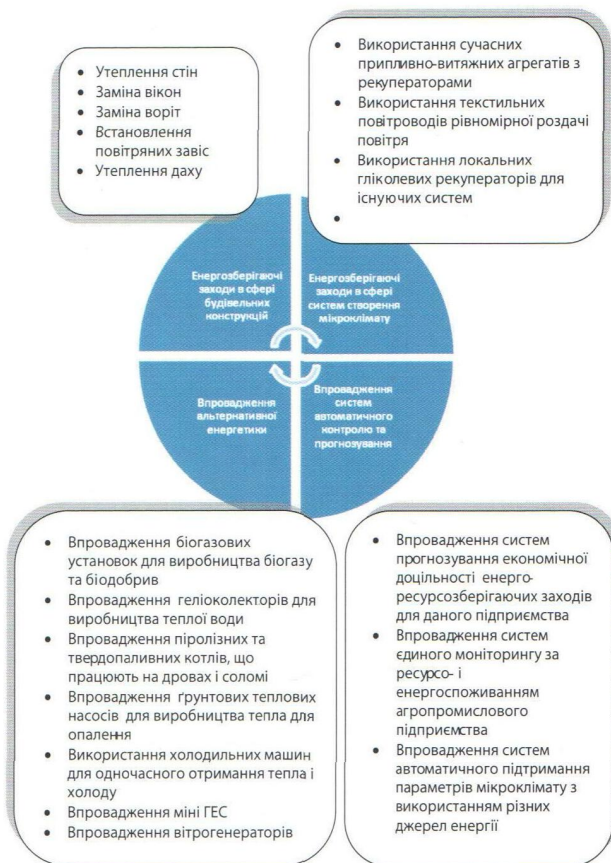 • Утеплення стін
• Заміна вікон
• Заміна воріт
• Встановлення
повітряних завіс
• Утеплення даху
• Використання сучасних
припливно-витяжних агрегатів з
рекуператорами
• Використання текстильних
повітроводів рівномірної роздачі
повітря
• Використання локальних
гліколевих рекуператорів для
існуючих систем
•
Енергозберігаючі
заходи в сфері
будівельних
конструкцій
Енергозберігаючі
заходи в сфері
систем створення
мікроклімату
Впровадження
альтернативної
енергетики
Впровадження
систем
автоматичного
контролю та
прогнозування
• Впровадження біогазових
установок для виробництва біогазу
та біодобрив
• Впровадження геліоколекторів для
виробництва теплої води
• Впровадження піролізних та
твердопаливних котлів, що
працюють на дровах і соломі
• Впровадження ґрунтових теплових
насосів для виробництва тепла для
опалення
• Використання холодильних машин
для одночасного отримання тепла і
холоду
• Впровадження міні ГЕС
• Впровадження вітрогенераторів
• Впровадження систем
прогнозування економічної
доцільності енерго-
ресурсозберігаючих заходів
для даного підприємства
• Впровадження систем
єдиного моніторингу за
ресурсо- і
енергоспоживанням
агропромислового
підприємства
• Впровадження систем
автоматичного підтримання
параметрів мікроклімату з
використанням різних
джерел енергії